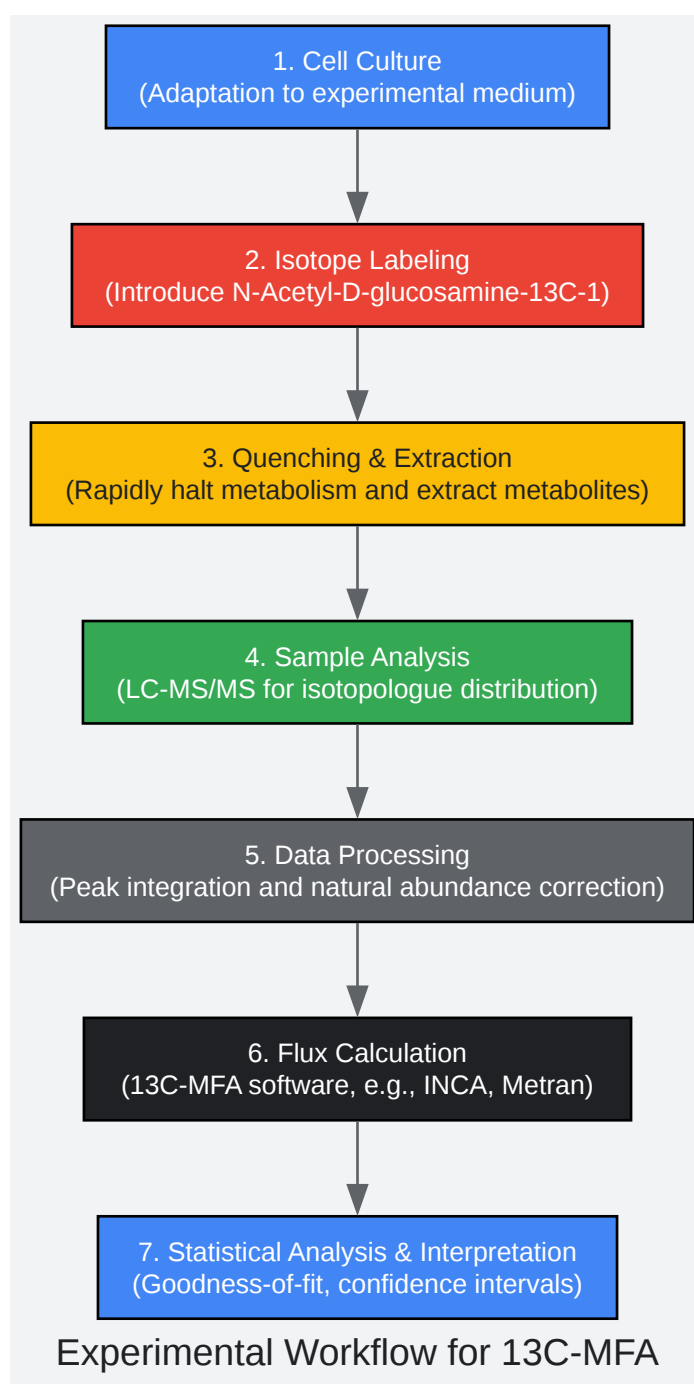 1. Cell Culture
(Adaptation to experimental medium)
2. Isotope Labeling
(Introduce N-Acetyl-D-glucosamine-13C-1)
3. Quenching & Extraction
(Rapidly halt metabolism and extract metabolites)
4. Sample Analysis
(LC-MS/MS for isotopologue distribution)
5. Data Processing
(Peak integration and natural abundance correction)
6. Flux Calculation
(13C-MFA software, e.g., INCA, Metran)
7. Statistical Analysis & Interpretation
(Goodness-of-fit, confidence intervals)
Experimental Workflow for 13C-MFA